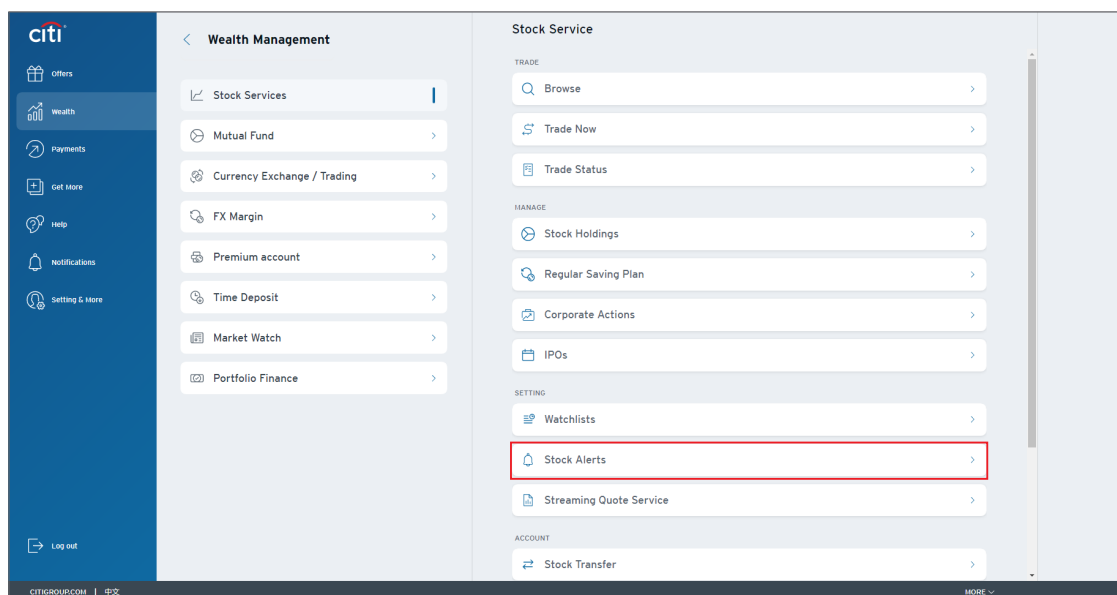 citi
Offers
Wealth
Payments
Get More
Help
Notifications
Setting & More
Log out
Wealth Management
Stock Services
Mutual Fund
Currency Exchange / Trading
FX Margin
Premium account
Time Deposit
Market Watch
Portfolio Finance
Stock Service
TRADE
Browse
Trade Now
Trade Status
MANAGE
Stock Holdings
Regular Saving Plan
Corporate Actions
IPOs
SETTING
Watchlists
Stock Alerts
Streaming Quote Service
ACCOUNT
Stock Transfer
CITIGROUP.COM | 中文
MORE